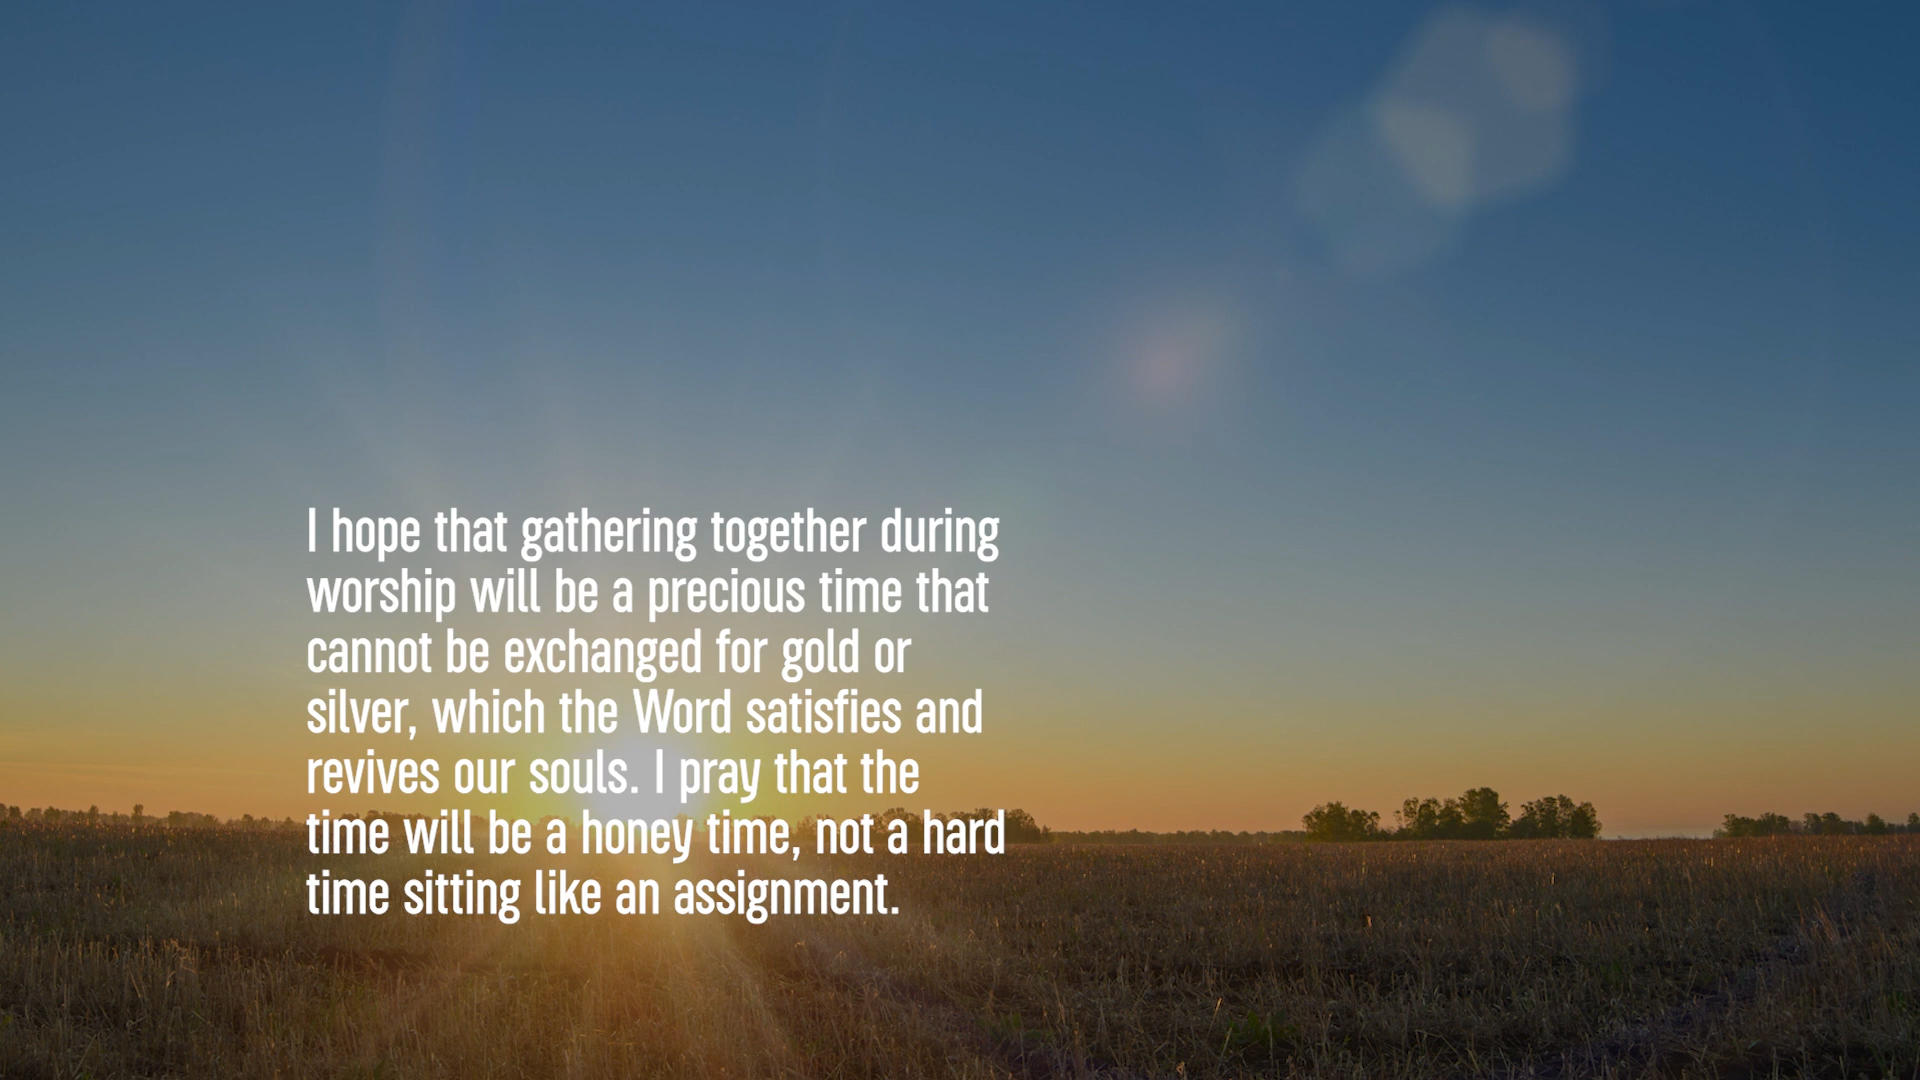 I hope that gathering together during
worship will be a precious time that
cannot be exchanged for gold or
silver, which the Word satisfies and
revives our souls. I pray that the
time will be a honey time, not a hard
time sitting like an assignment.